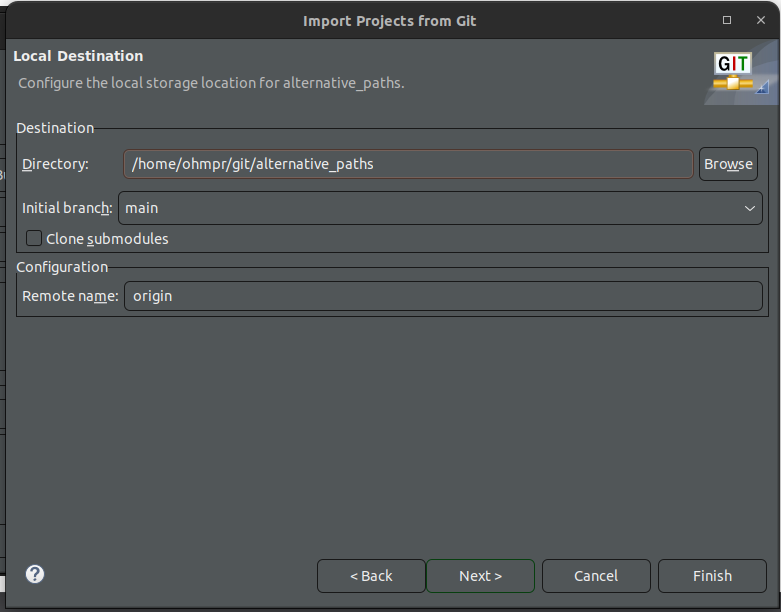 Import Projects from Git
Local Destination
Configure the local storage location for alternative_paths.
GIT
Destination
Directory: /home/ohmpr/git/alternative_paths Browse
Initial branch: main
Clone submodules
Configuration
Remote name: origin
?
< Back Next > Cancel Finish